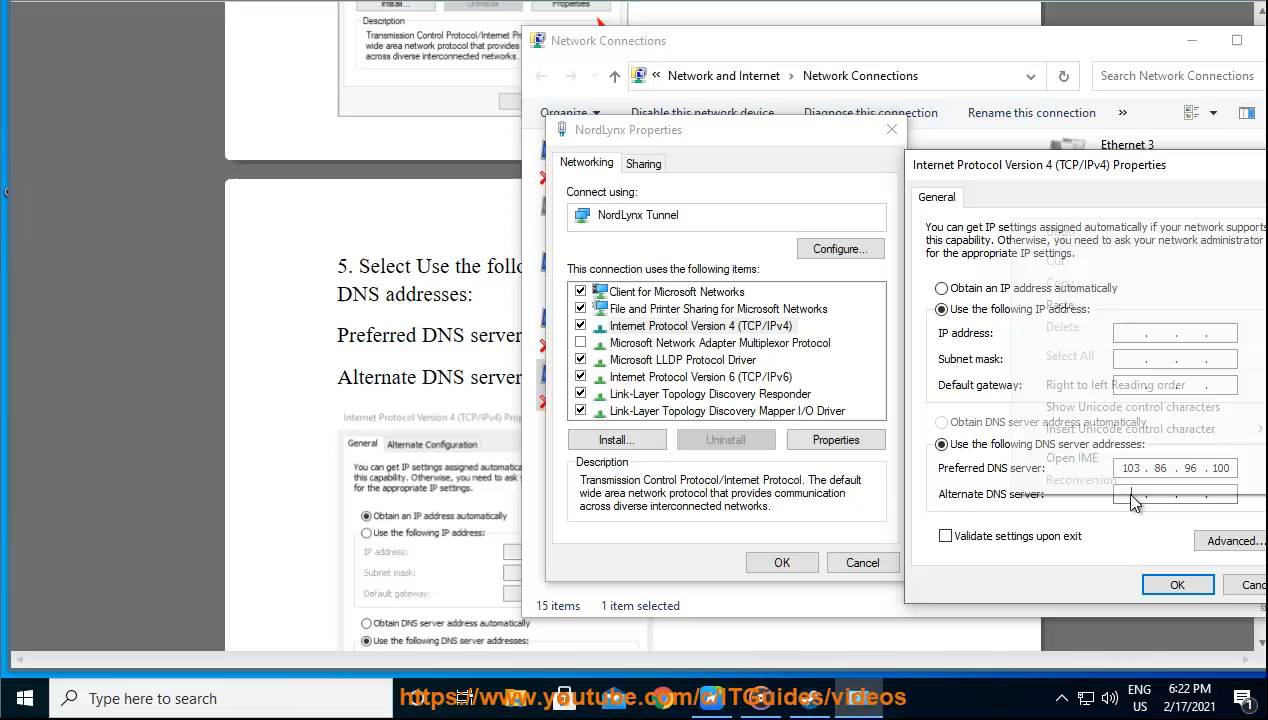 Install...
Uninstall
Properties
Description
Transmission Control Protocol/Internet Pr
wide area network protocol that provides
across diverse interconnected networks.
5. Select Use the follo
DNS addresses:
Preferred DNS server
Alternate DNS server
Internet Protocol Version 4 (TCP/IPv4) Prop
General
Alternate Configuration
You can get IP settings assigned automatical
this capability. Otherwise, you need to ask yo
for the appropriate IP settings.
Obtain an IP address automatically
Use the following IP address:
IP address:
Subnet mask:
Default gateway:
Obtain DNS server address automatically
Use the following DNS server addresses:
Network Connections
Network and Internet
Network Connections
Search Network Connections
Organize
Disable this network device
Diagnose this connection
Rename this connection
Ethernet 3
15 items
1 item selected
NordLynx Properties
Networking
Sharing
Connect using:
NordLynx Tunnel
Configure...
This connection uses the following items:
Client for Microsoft Networks
File and Printer Sharing for Microsoft Networks
Internet Protocol Version 4 (TCP/IPv4)
Microsoft Network Adapter Multiplexor Protocol
Microsoft LLDP Protocol Driver
Internet Protocol Version 6 (TCP/IPv6)
Link-Layer Topology Discovery Responder
Link-Layer Topology Discovery Mapper I/O Driver
Install...
Uninstall
Properties
Description
Transmission Control Protocol/Internet Protocol. The default
wide area network protocol that provides communication
across diverse interconnected networks.
OK
Cancel
Internet Protocol Version 4 (TCP/IPv4) Properties
General
You can get IP settings assigned automatically if your network supports
this capability. Otherwise, you need to ask your network administrator
for the appropriate IP settings.
Obtain an IP address automatically
Use the following IP address:
IP address:
Subnet mask:
Default gateway:
Obtain DNS server address automatically
Use the following DNS server addresses:
Preferred DNS server:
103 . 86 . 96 . 100
Alternate DNS server:
Validate settings upon exit
Advanced...
OK
Canc
Undo
Cut
Copy
Paste
Delete
Select All
Right to left Reading order
Show Unicode control characters
Insert Unicode control character
Open IME
Reconversion
Type here to search
https://www.youtube.com/c/ITGuides/videos
ENG
US
6:22 PM
2/17/2021
1